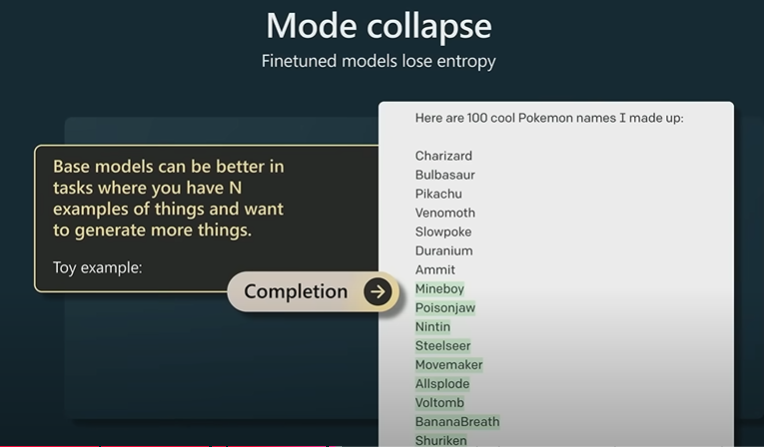 Mode collapse
Finetuned models lose entropy
Base models can be better in
tasks where you have N
examples of things and want
to generate more things.
Toy example:
Completion
Here are 100 cool Pokemon names I made up:
Charizard
Bulbasaur
Pikachu
Venomoth
Slowpoke
Duranium
Ammit
Mineboy
Poisonjaw
Nintin
Steelseer
Movemaker
Allsplode
Voltomb
BananaBreath
Shuriken